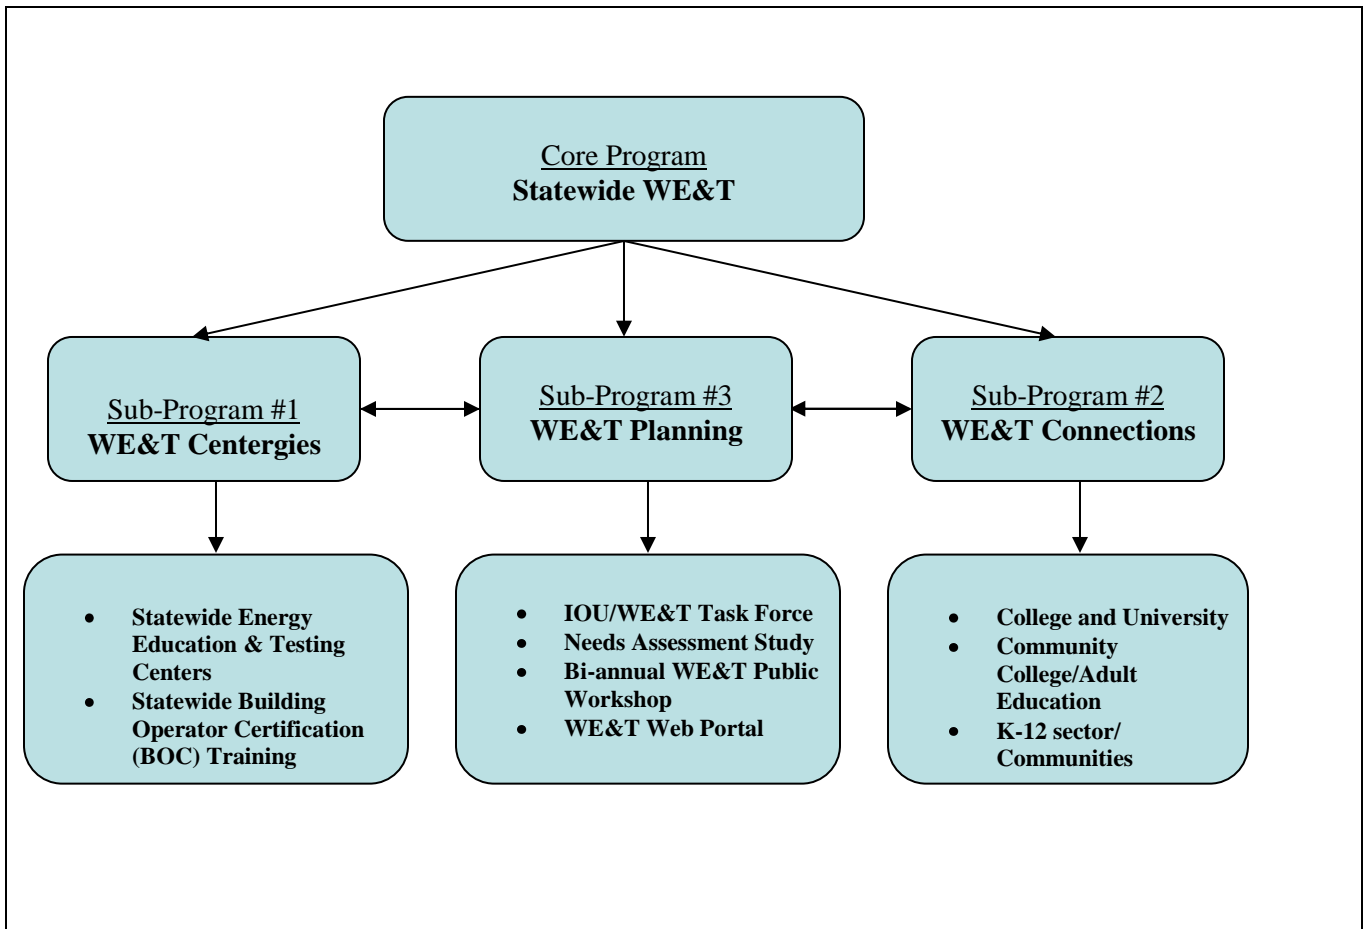 Core Program
Statewide WE&T
Sub-Program #1
WE&T Centergies
Sub-Program #3
WE&T Planning
Sub-Program #2
WE&T Connections
• Statewide Energy
Education & Testing
Centers
• Statewide Building
Operator Certification
(BOC) Training
• IOU/WE&T Task Force
• Needs Assessment Study
• Bi-annual WE&T Public
Workshop
• WE&T Web Portal
• College and University
• Community
College/Adult
Education
• K-12 sector/
Communities